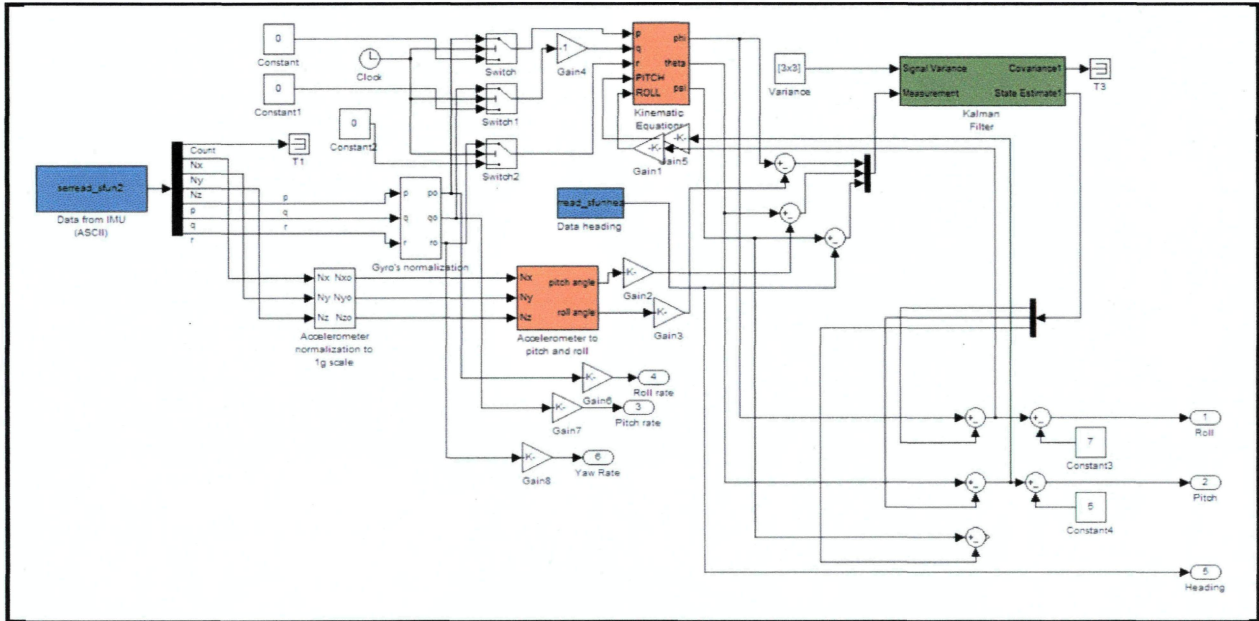 0
Constant
0
Constant1
0
Constant2
Clock
Switch
Switch1
Switch2
-1
Gain4
p
q
r
PITCH
ROLL
phi
theta
psi
Kinematic
Equations
-K-
Gain5
-K-
Gain1
[3x3]
Variance
Signal Variance
Measurement
Covariance1
State Estimate1
Kalman
Filter
T3
serread_sfun2
Data from IMU
(ASCII)
Count
Nx
Ny
Nz
p
q
r
T1
p
q
r
p
q
r
po
qo
ro
Gyro's normalization
Data heading
Nx
Ny
Nz
Nxo
Nyo
Nzo
Accelerometer
normalization to
1g scale
Nx
Ny
Nz
pitch angle
roll angle
Accelerometer to
pitch and roll
K-
Gain2
K-
Gain3
-K-
Gain6
4
Roll rate
K-
Gain7
3
Pitch rate
K-
Gain8
6
Yaw Rate
7
Constant3
1
Roll
Constant4
2
Pitch
5
Heading